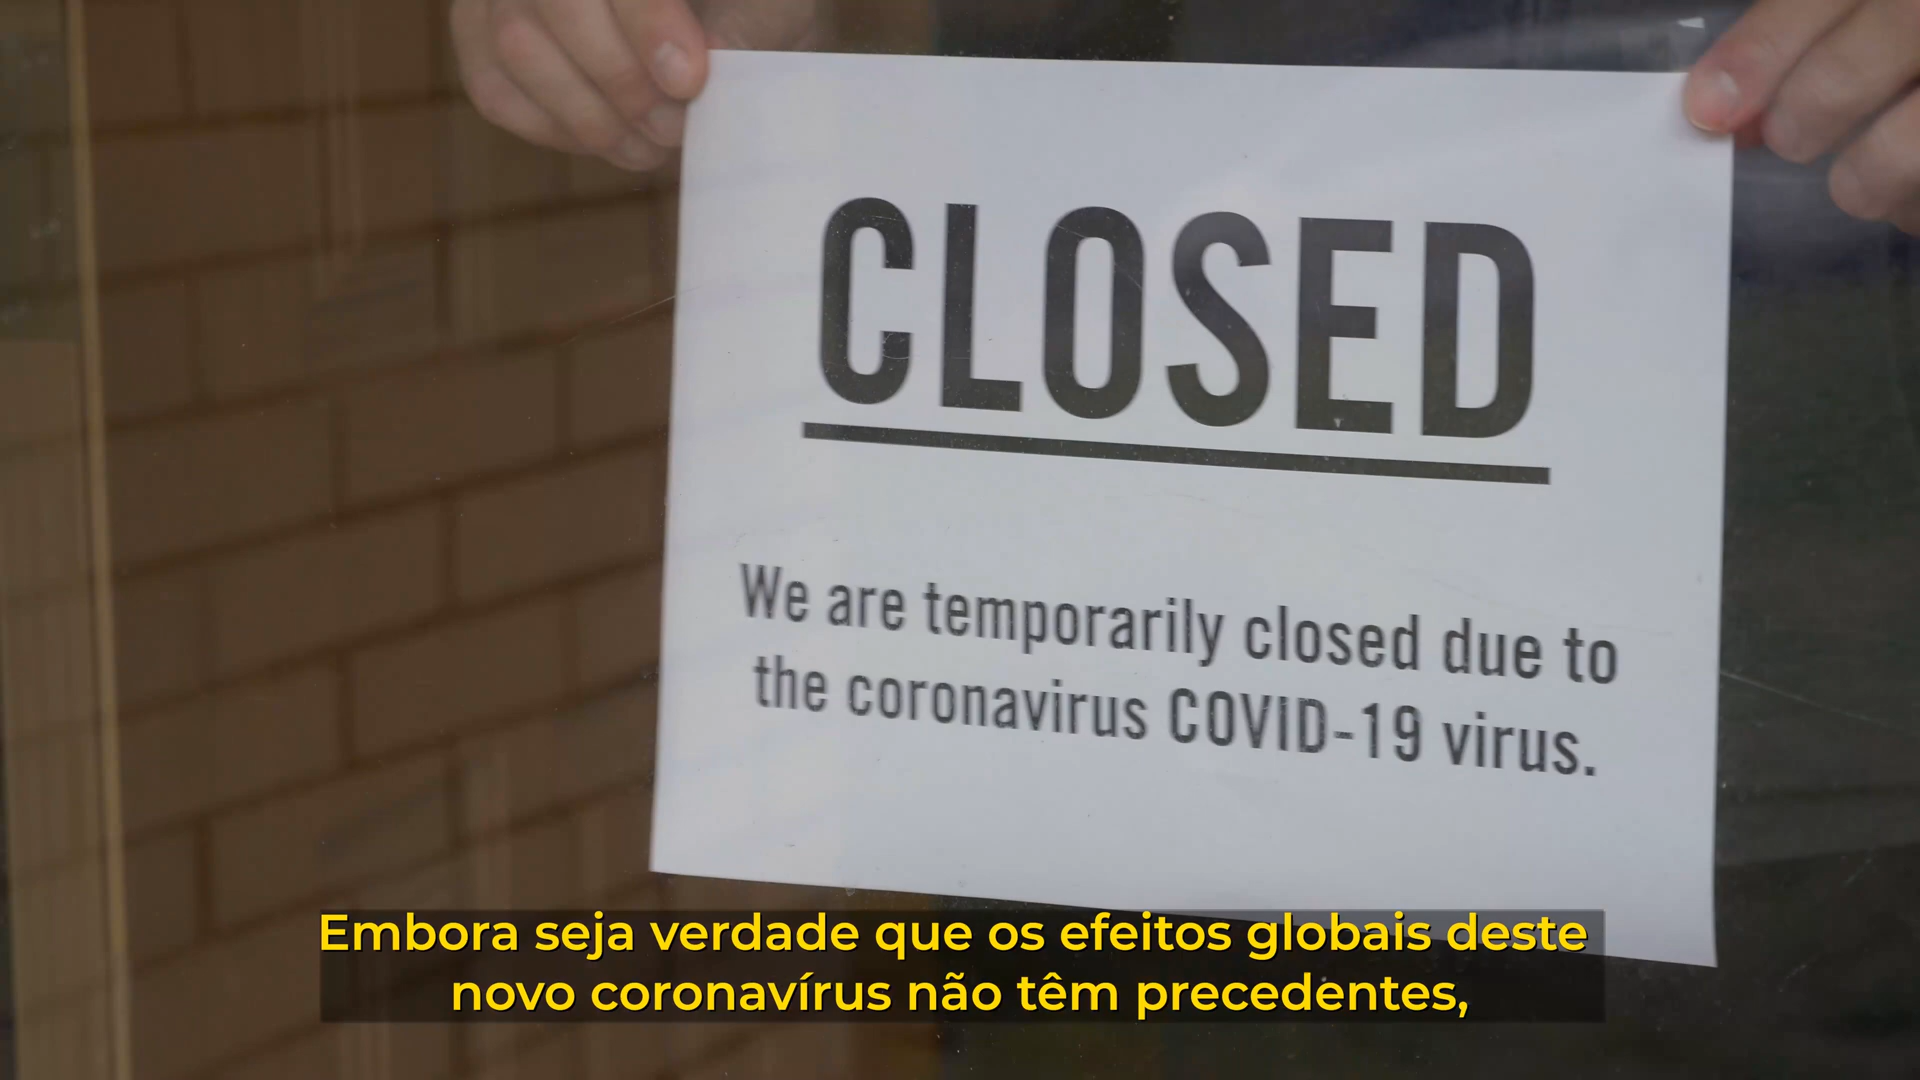 CLOSED
We are temporarily closed due to
the coronavirus COVID-19 virus.
Embora seja verdade que os efeitos globais deste
novo coronavírus não têm precedentes,